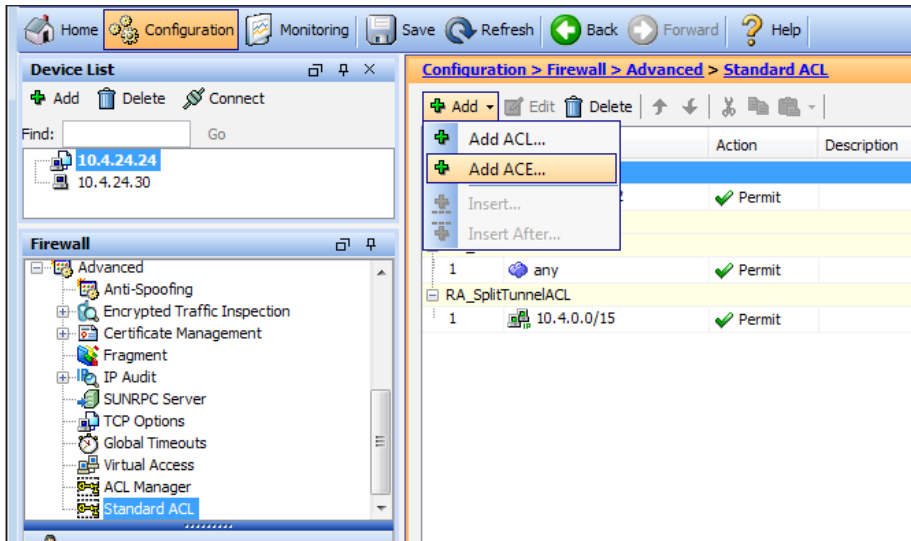 Home Configuration Monitoring Save Refresh Back Forward Help
Device List
Add Delete Connect
Find: Go
10.4.24.24
10.4.24.30
Firewall
Advanced
Anti-Spoofing
Encrypted Traffic Inspection
Certificate Management
Fragment
IP Audit
SUNRPC Server
TCP Options
Global Timeouts
Virtual Access
ACL Manager
Standard ACL
Configuration > Firewall > Advanced > Standard ACL
Add Edit Delete
Add ACL...
Add ACE...
Insert...
Insert After...
Action Description
Permit
1 any Permit
RA_SplitTunnelACL
1 10.4.0.0/15 Permit